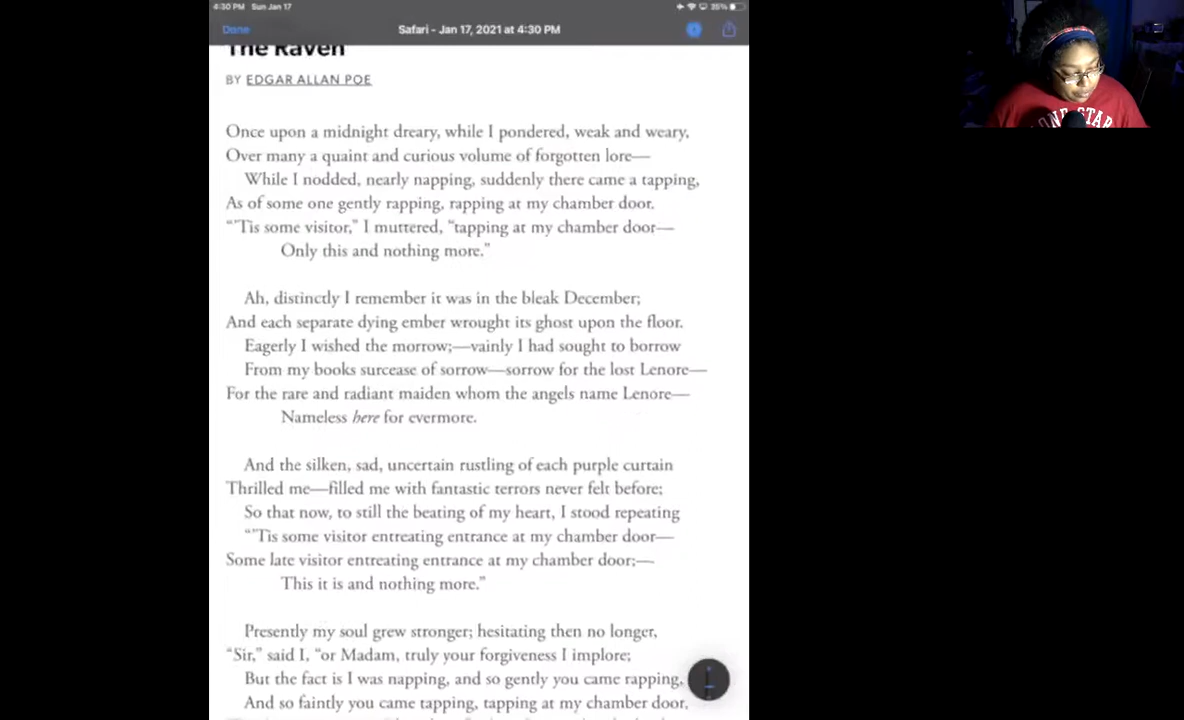 4:30 PM Sun Jan 17
35%
Done
Safari – Jan 17, 2021 at 4:30 PM
The Raven
BY EDGAR ALLAN POE
Once upon a midnight dreary, while I pondered, weak and weary,
Over many a quaint and curious volume of forgotten lore—
While I nodded, nearly napping, suddenly there came a tapping,
As of some one gently rapping, rapping at my chamber door.
“’Tis some visitor,” I muttered, “tapping at my chamber door—
Only this and nothing more.”
Ah, distinctly I remember it was in the bleak December;
And each separate dying ember wrought its ghost upon the floor.
Eagerly I wished the morrow;—vainly I had sought to borrow
From my books surcease of sorrow—sorrow for the lost Lenore—
For the rare and radiant maiden whom the angels name Lenore—
Nameless here for evermore.
And the silken, sad, uncertain rustling of each purple curtain
Thrilled me—filled me with fantastic terrors never felt before;
So that now, to still the beating of my heart, I stood repeating
“’Tis some visitor entreating entrance at my chamber door—
Some late visitor entreating entrance at my chamber door;—
This it is and nothing more.”
Presently my soul grew stronger; hesitating then no longer,
“Sir,” said I, “or Madam, truly your forgiveness I implore;
But the fact is I was napping, and so gently you came rapping,
And so faintly you came tapping, tapping at my chamber door,
LONE STAR